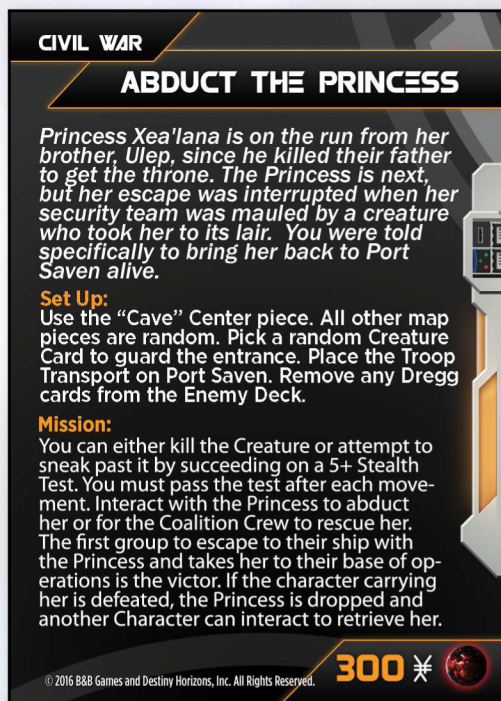 CIVIL WAR
ABDUCT THE PRINCESS
Princess Xea'lana is on the run from her
brother, Ulep, since he killed their father
to get the throne. The Princess is next,
but her escape was interrupted when her
security team was mauled by a creature
who took her to its lair.  You were told
specifically to bring her back to Port
Saven alive.
Set Up:
Use the “Cave” Center piece. All other map
pieces are random. Pick a random Creature
Card to guard the entrance. Place the Troop
Transport on Port Saven. Remove any Dregg
cards from the Enemy Deck.
Mission:
You can either kill the Creature or attempt to
sneak past it by succeeding on a 5+ Stealth
Test. You must pass the test after each move-
ment. Interact with the Princess to abduct
her or for the Coalition Crew to rescue her.
The first group to escape to their ship with
the Princess and takes her to their base of op-
erations is the victor. If the character carrying
her is defeated, the Princess is dropped and
another Character can interact to retrieve her.
© 2016 B&B Games and Destiny Horizons, Inc. All Rights Reserved.
300